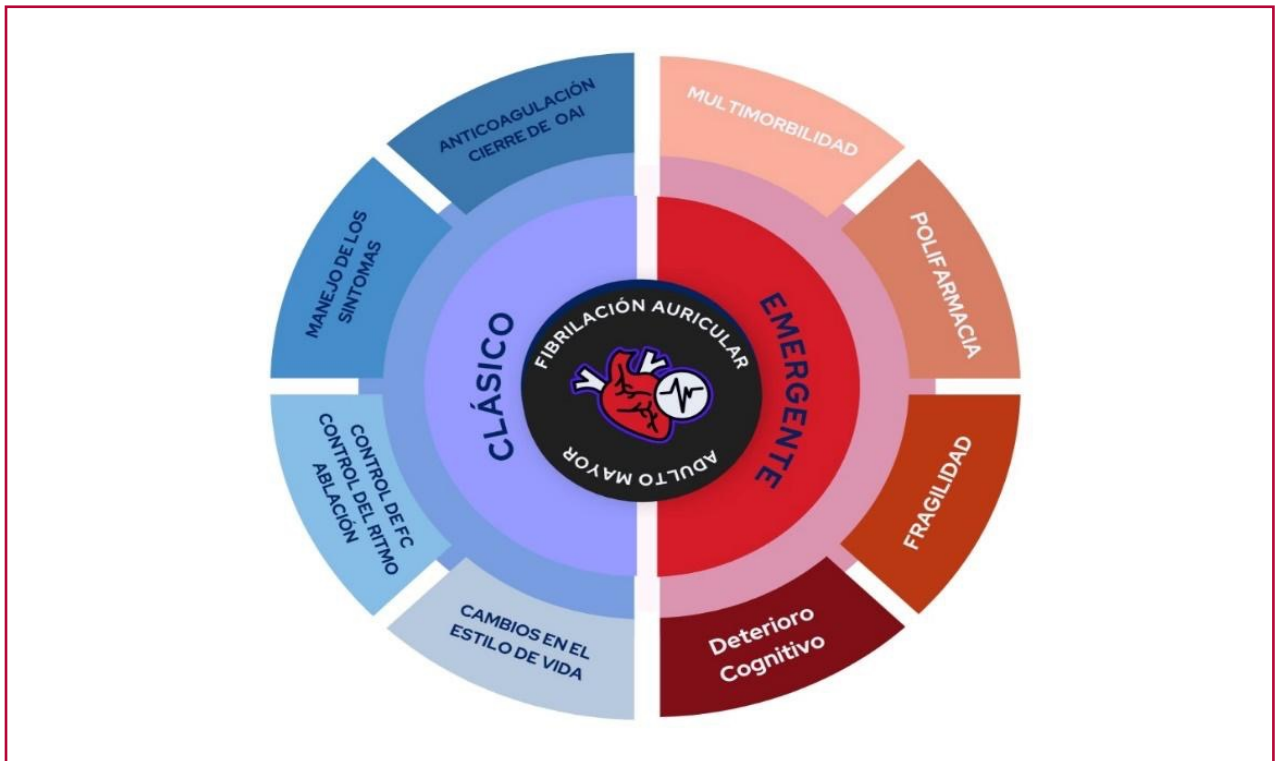 ANTICOAGULACIÓN
CIERRE DE OAI
MANEJO DE LOS
SINTOMAS
CONTROL DE FC
CONTROL DEL RITMO
ABLACIÓN
CAMBIOS EN EL
ESTILO DE VIDA
CLÁSICO
FIBRILACIÓN AURICULAR
ADULTO MAYOR
EMERGENTE
MULTIMORBILIDAD
POLIFARMACIA
FRAGILIDAD
Deterioro
Cognitivo